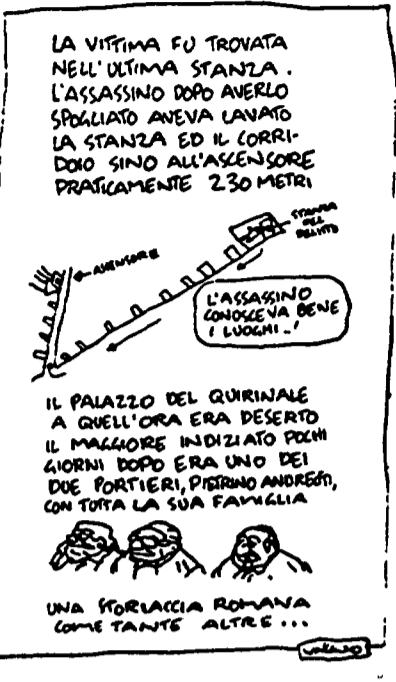 LA VITTIMA FU TROVATA
NELL'ULTIMA STANZA.
L'ASSASSINO DOPO AVERLO
SPOGLIATO AVEVA LAVATO
LA STANZA ED IL CORRI-
DOIO SINO ALL'ASCENSORE
PRATICAMENTE 230 METRI
STANZA
DEL
DELITTO
ASCENSORE
L'ASSASSINO
CONOSCEVA BENE
I LUOGHI..!
IL PALAZZO DEL QUIRINALE
A QUELL'ORA ERA DESERTO
IL MAGGIORE INDIZIATO POCHI
GIORNI DOPO ERA UNO DEI
DUE PORTIERI, PIETRINO
CON TUTTA LA SUA FAMIGLIA
UNA STORIACCIA ROMANA
COME TANTE ALTRE...